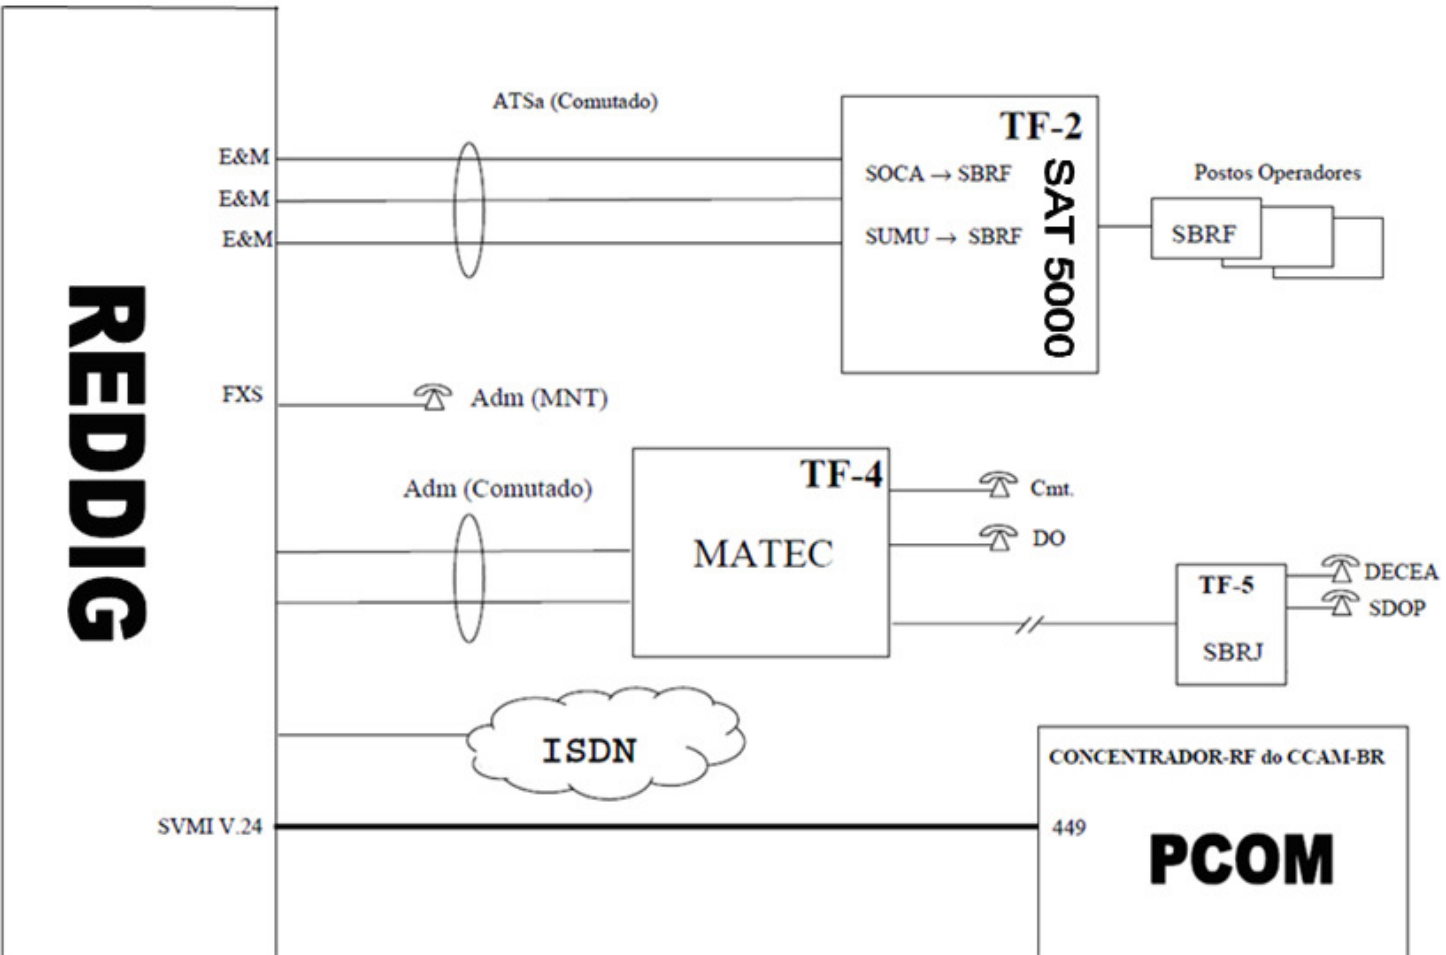 REDDIG
ATSa (Comutado)
E&M
E&M
E&M
TF-2
SAT 5000
SOCA → SBRF
SUMU → SBRF
Postos Operadores
SBRF
FXS
Adm (MNT)
Adm (Comutado)
TF-4
MATEC
Cmt.
DO
TF-5
SBRJ
DECEA
SDOP
ISDN
SVMI V.24
CONCENTRADOR-RF do CCAM-BR
449
PCOM